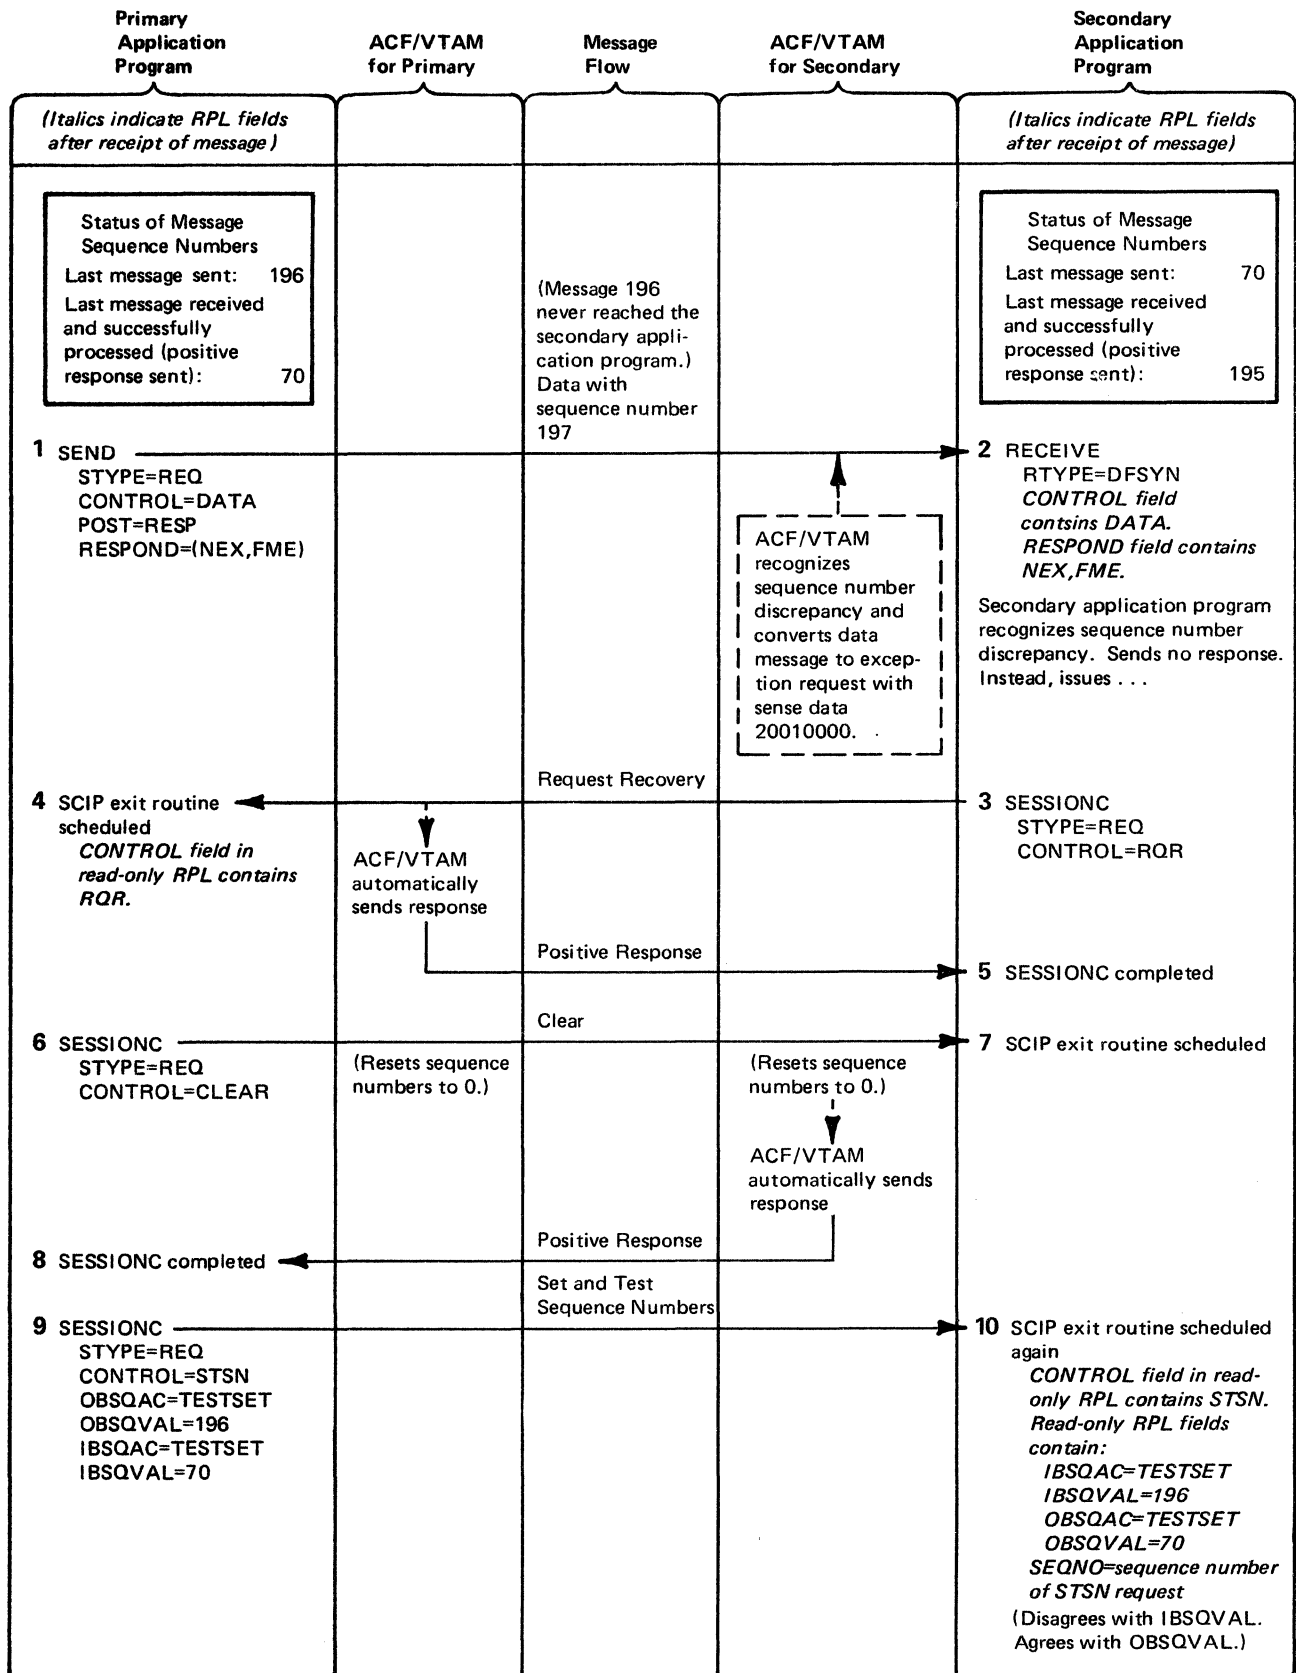 Primary
Application
Program
ACF/VTAM
for Primary
Message
Flow
ACF/VTAM
for Secondary
Secondary
Application
Program
(Italics indicate RPL fields
after receipt of message)
(Italics indicate RPL fields
after receipt of message)
Status of Message
Sequence Numbers
Last message sent: 196
Last message received
and successfully
processed (positive
response sent): 70
(Message 196
never reached the
secondary appli-
cation program.)
Data with
sequence number
197
Status of Message
Sequence Numbers
Last message sent: 70
Last message received
and successfully
processed (positive
response sent): 195
1 SEND
STYPE=REQ
CONTROL=DATA
POST=RESP
RESPOND=(NEX,FME)
ACF/VTAM
recognizes
sequence number
discrepancy and
converts data
message to excep-
tion request with
sense data
20010000.
2 RECEIVE
RTYPE=DFSYN
CONTROL field
contsins DATA.
RESPOND field contains
NEX,FME.
Secondary application program
recognizes sequence number
discrepancy. Sends no response.
Instead, issues . . .
Request Recovery
4 SCIP exit routine
scheduled
CONTROL field in
read-only RPL contains
RQR.
ACF/VTAM
automatically
sends response
3 SESSIONC
STYPE=REQ
CONTROL=RQR
Positive Response
5 SESSIONC completed
Clear
6 SESSIONC
STYPE=REQ
CONTROL=CLEAR
(Resets sequence
numbers to 0.)
(Resets sequence
numbers to 0.)
ACF/VTAM
automatically sends
response
7 SCIP exit routine scheduled
Positive Response
8 SESSIONC completed
Set and Test
Sequence Numbers
9 SESSIONC
STYPE=REQ
CONTROL=STSN
OBSQAC=TESTSET
OBSQVAL=196
IBSQAC=TESTSET
IBSQVAL=70
10 SCIP exit routine scheduled
again
CONTROL field in read-
only RPL contains STSN.
Read-only RPL fields
contain:
IBSQAC=TESTSET
IBSQVAL=196
OBSQAC=TESTSET
OBSQVAL=70
SEQNO=sequence number
of STSN request
(Disagrees with IBSQVAL.
Agrees with OBSQVAL.)